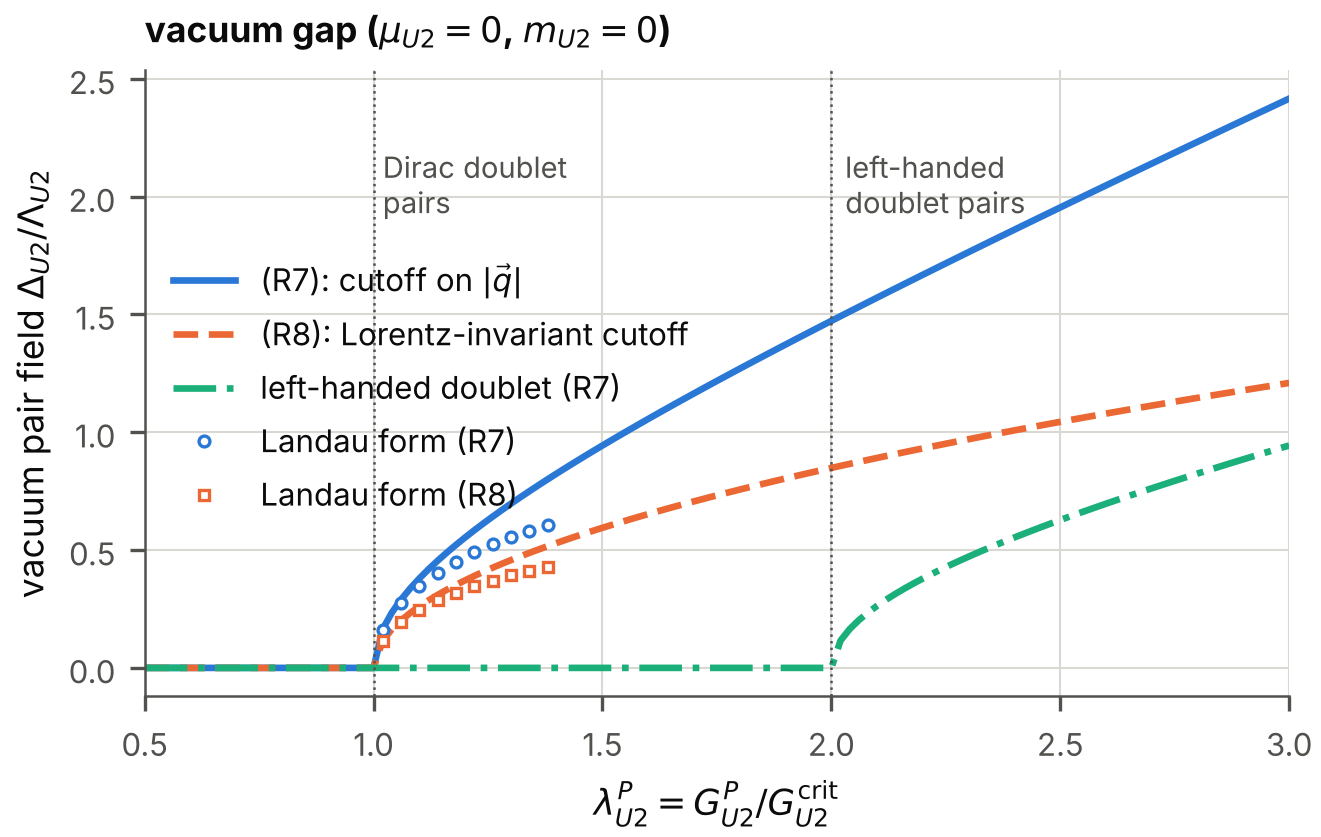 vacuum gap (μ_U2 = 0, m_U2 = 0)
vacuum pair field Δ_U2/Λ_U2
2.5
2.0
1.5
1.0
0.5
0.0
Dirac doublet
pairs
left-handed
doublet pairs
(R7): cutoff on |q⃗|
(R8): Lorentz-invariant cutoff
left-handed doublet (R7)
Landau form (R7)
Landau form (R8)
0.5 1.0 1.5 2.0 2.5 3.0
λ^P_U2 = G^P_U2/G^crit_U2